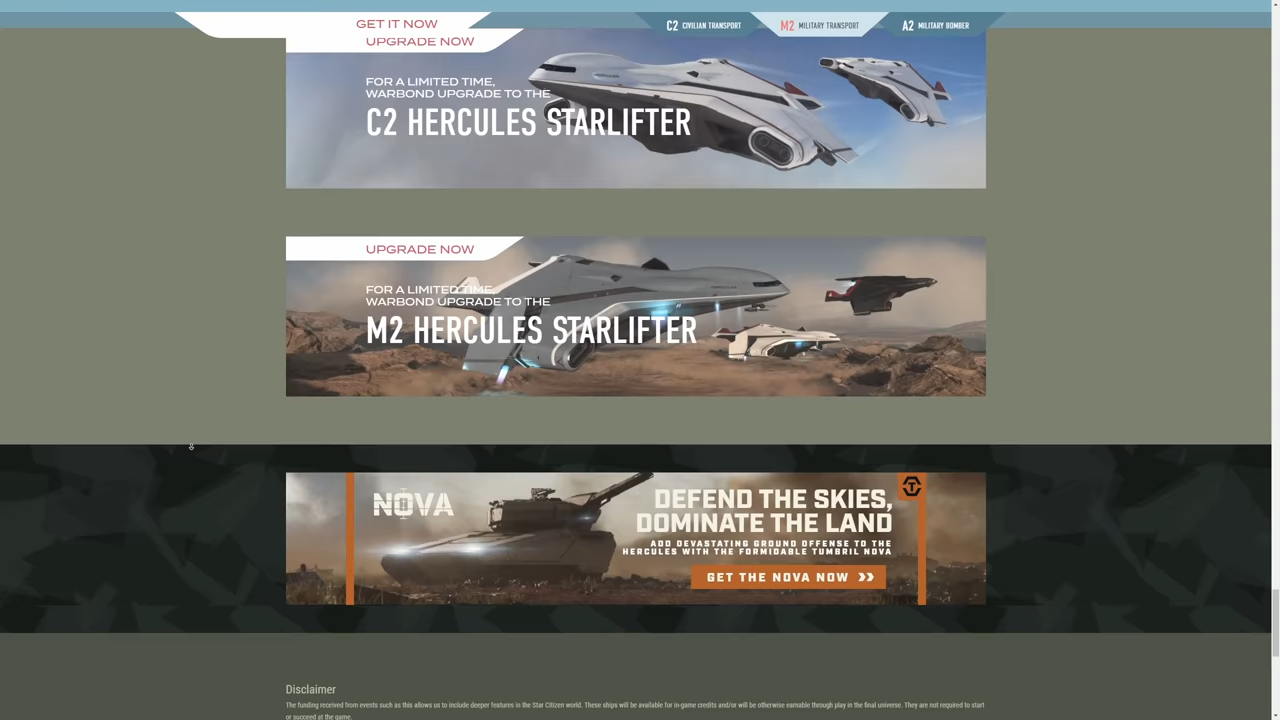 GET IT NOW
C2 CIVILIAN TRANSPORT
M2 MILITARY TRANSPORT
A2 MILITARY BOMBER
UPGRADE NOW
FOR A LIMITED TIME,
WARBOND UPGRADE TO THE
C2 HERCULES STARLIFTER
UPGRADE NOW
FOR A LIMITED TIME,
WARBOND UPGRADE TO THE
M2 HERCULES STARLIFTER
NOVA
DEFEND THE SKIES,
DOMINATE THE LAND
ADD DEVASTATING GROUND OFFENSE TO THE
HERCULES WITH THE FORMIDABLE TUMBRIL NOVA
GET THE NOVA NOW
Disclaimer
The funding received from events such as this allows us to include deeper features in the Star Citizen world. These ships will be available for in-game credits and/or will be otherwise earnable through play in the final universe. They are not required to start
or succeed at the game.